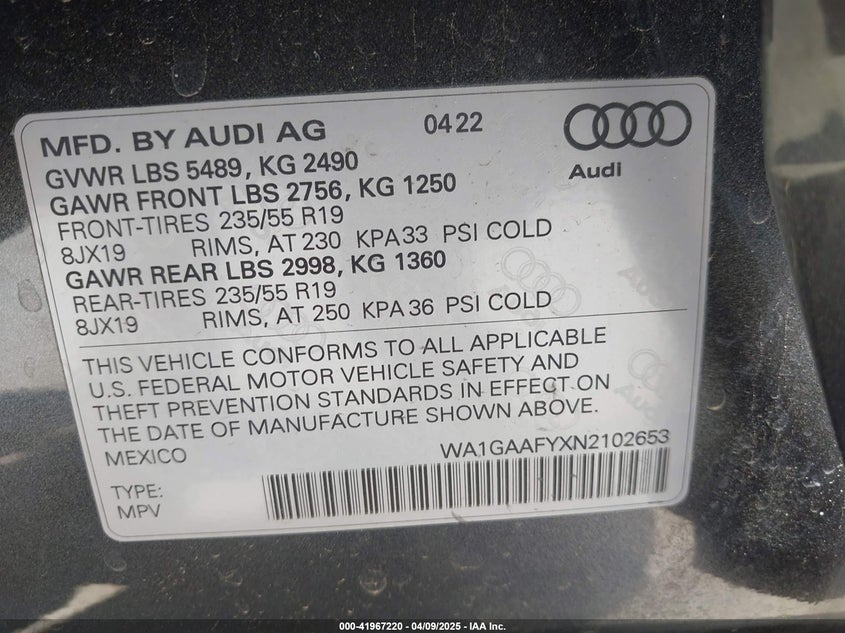 MFD. BY AUDI AG 0422
Audi
GVWR LBS 5489, KG 2490
GAWR FRONT LBS 2756, KG 1250
FRONT-TIRES 235/55 R19
8JX19 RIMS, AT 230 KPA33 PSI COLD
GAWR REAR LBS 2998, KG 1360
REAR-TIRES 235/55 R19
8JX19 RIMS, AT 250 KPA36 PSI COLD
THIS VEHICLE CONFORMS TO ALL APPLICABLE
U.S. FEDERAL MOTOR VEHICLE SAFETY AND
THEFT PREVENTION STANDARDS IN EFFECT ON
THE DATE OF MANUFACTURE SHOWN ABOVE.
MEXICO WA1GAAFYXN2102653
TYPE:
MPV
000-41967220 - 04/09/2025 - IAA Inc.